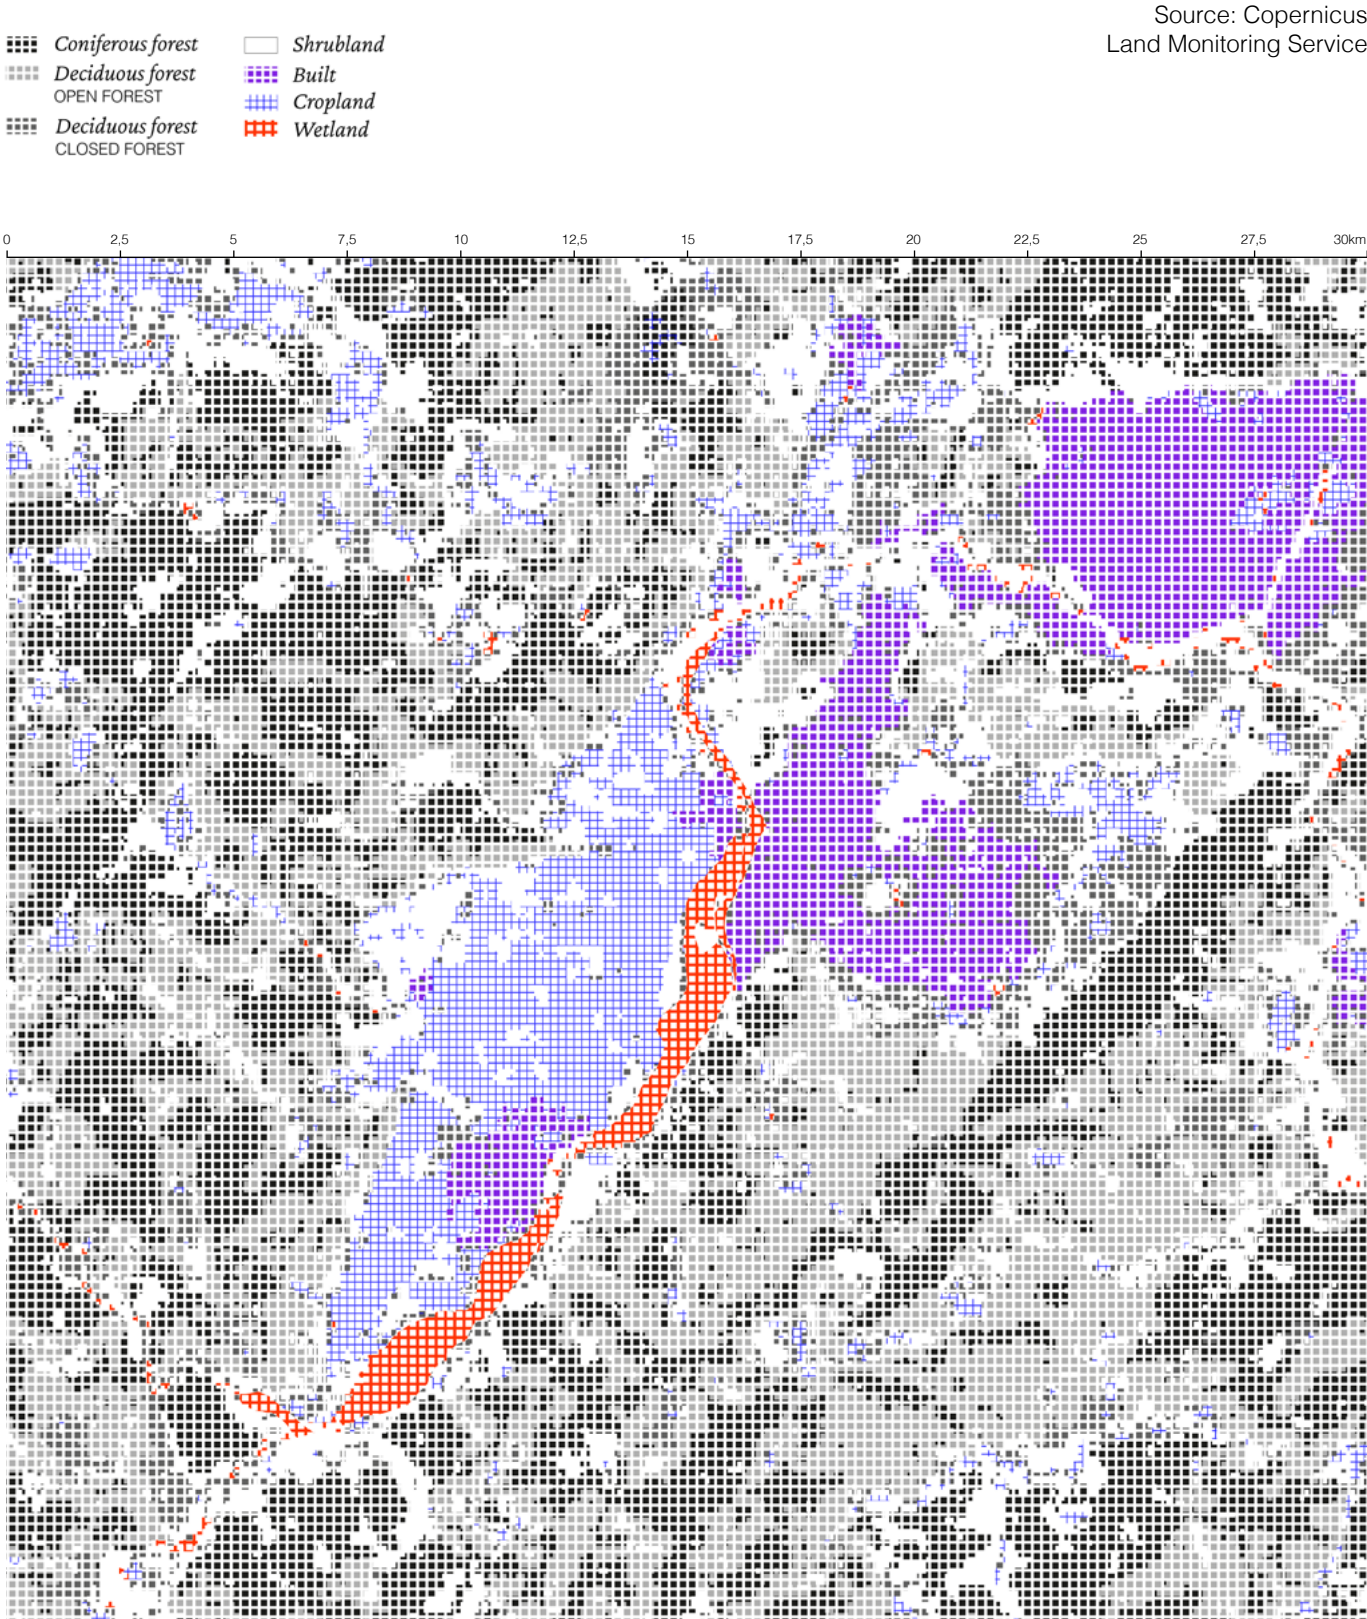 Source: Copernicus
Land Monitoring Service
Coniferous forest
Deciduous forest
OPEN FOREST
Deciduous forest
CLOSED FOREST
Shrubland
Built
Cropland
Wetland
0 2,5 5 7,5 10 12,5 15 17,5 20 22,5 25 27,5 30km